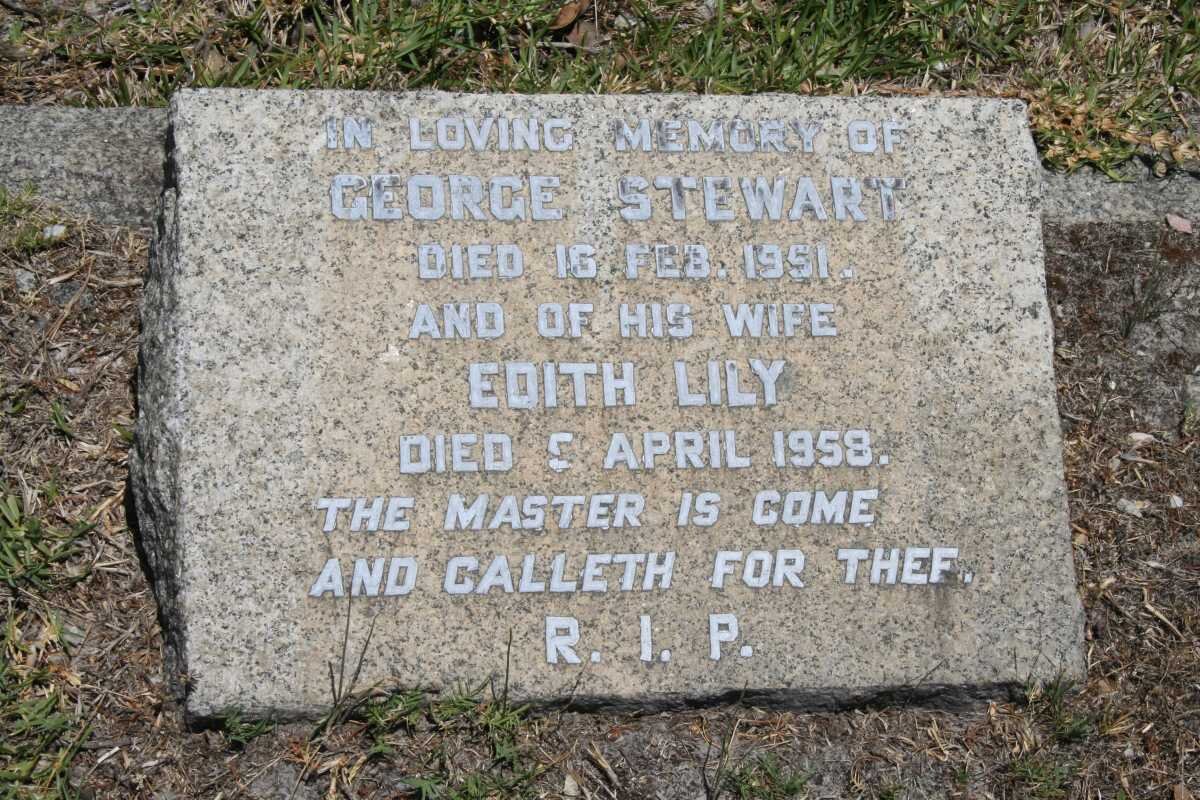 IN LOVING MEMORY OF
GEORGE STEWART
DIED 16 FEB. 1951.
AND OF HIS WIFE
EDITH LILY
DIED APRIL 1958.
THE MASTER IS COME
AND CALLETH FOR THEE.
R. I. P.